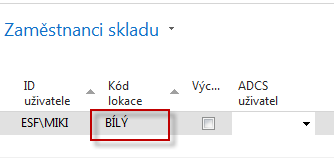 Zaměstnanci skladu
ID uživatele
Kód lokace
Výc...
ADCS uživatel
ESF\MIKI
BÍLÝ